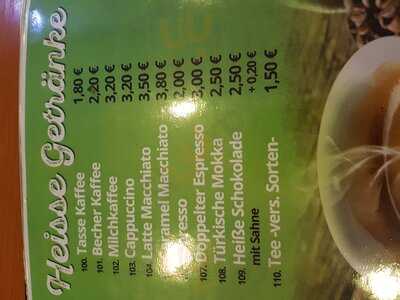 Heisse Getränke
100. Tasse Kaffee 1,80 €
101. Becher Kaffee 2,20 €
102. Milchkaffee 3,20 €
103. Cappuccino 3,20 €
104. Latte Macchiato 3,50 €
Macchiato 3,80 €
2,00 €
107. Doppelter Espresso 3,00 €
108. Türkische Mokka 2,50 €
109. Heiße Schokolade 2,50 €
mit Sahne + 0,20 €
110. Tee -vers. Sorten- 1,50 €